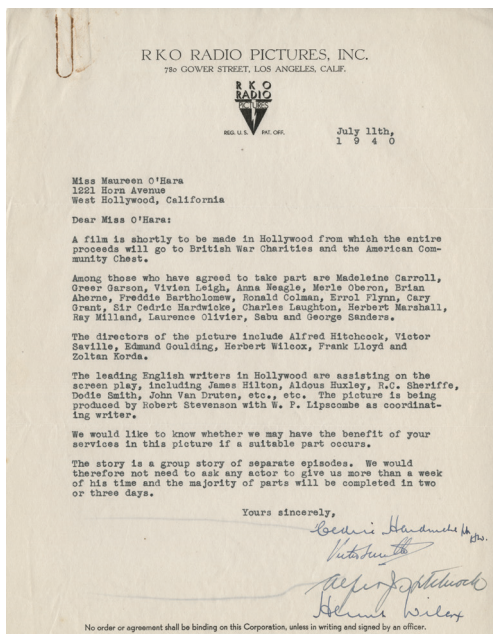 RKO RADIO PICTURES, INC.
780 GOWER STREET, LOS ANGELES, CALIF.
R K O
RADIO
PICTURES
REG. U. S. PAT. OFF.
July 11th,
1 9 4 0
Miss Maureen O'Hara
1221 Horn Avenue
West Hollywood, California
Dear Miss O'Hara:
A film is shortly to be made in Hollywood from which the entire
proceeds will go to British War Charities and the American Com-
munity Chest.
Among those who have agreed to take part are Madeleine Carroll,
Greer Garson, Vivien Leigh, Anna Neagle, Merle Oberon, Brian
Aherne, Freddie Bartholomew, Ronald Colman, Errol Flynn, Cary
Grant, Sir Cedric Hardwicke, Charles Laughton, Herbert Marshall,
Ray Milland, Laurence Olivier, Sabu and George Sanders.
The directors of the picture include Alfred Hitchcock, Victor
Saville, Edmund Goulding, Herbert Wilcox, Frank Lloyd and
Zoltan Korda.
The leading English writers in Hollywood are assisting on the
screen play, including James Hilton, Aldous Huxley, R.C. Sheriffe,
Dodie Smith, John Van Druten, etc., etc. The picture is being
produced by Robert Stevenson with W. P. Lipscombe as coordinat-
ing writer.
We would like to know whether we may have the benefit of your
services in this picture if a suitable part occurs.
The story is a group story of separate episodes. We would
therefore not need to ask any actor to give us more than a week
of his time and the majority of parts will be completed in two
or three days.
Yours sincerely,
Cedric Hardwicke
Victor Saville
Alfred J Hitchcock
Herbert Wilcox
No order or agreement shall be binding on this Corporation, unless in writing and signed by an officer.